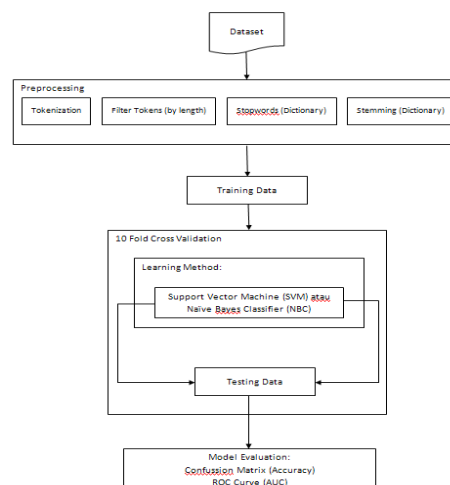 Dataset
Preprocessing
Tokenization
Filter Tokens (by length)
Stopwords (Dictionary)
Stemming (Dictionary)
Training Data
10 Fold Cross Validation
Learning Method:
Support Vector Machine (SVM) atau
Naïve Bayes Classifier (NBC)
Testing Data
Model Evaluation:
Confussion Matrix (Accuracy)
ROC Curve (AUC)